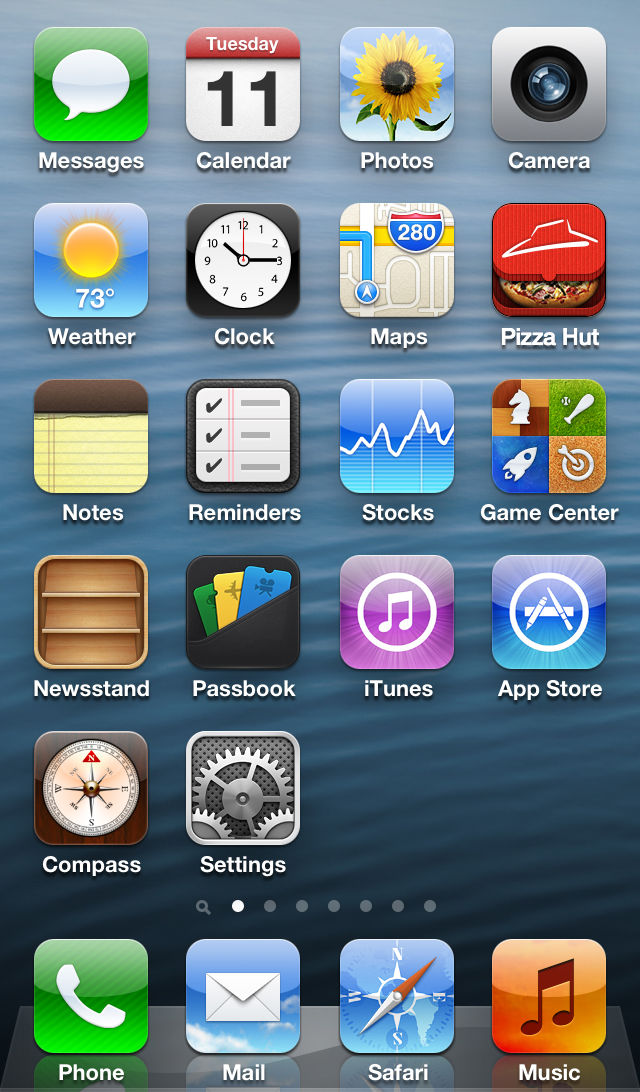 Tuesday
11
Messages Calendar Photos Camera
73°
12 1 2 3 4 5 6 7 8 9 10 11
280
Weather Clock Maps Pizza Hut
Notes Reminders Stocks Game Center
Newsstand Passbook iTunes App Store
N
E
S
W
Compass Settings
N
E
S
W
Phone Mail Safari Music